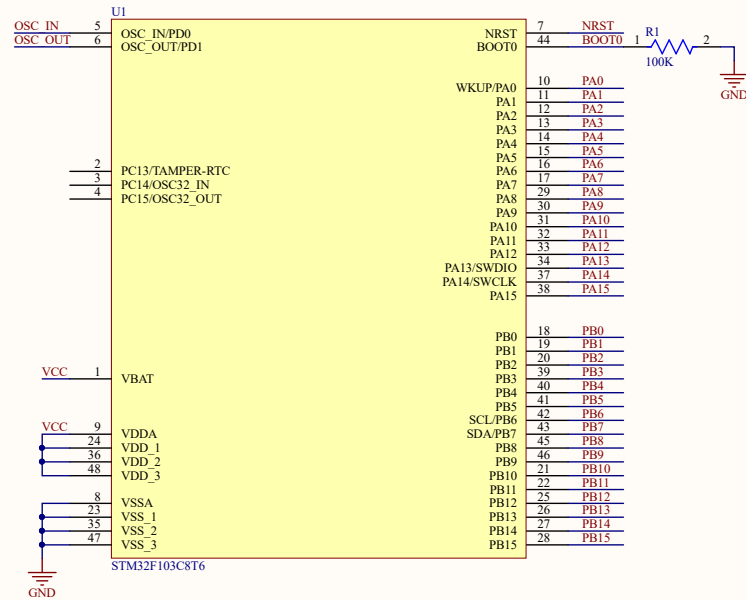 U1
OSC_IN 5 OSC_IN/PD0 NRST 7 NRST
OSC_OUT 6 OSC_OUT/PD1 BOOT0 44 BOOT0 1 R1 2
100K
GND
WKUP/PA0 10 PA0
PA1 11 PA1
PA2 12 PA2
PA3 13 PA3
PA4 14 PA4
PA5 15 PA5
2 PC13/TAMPER-RTC PA6 16 PA6
3 PC14/OSC32_IN PA7 17 PA7
4 PC15/OSC32_OUT PA8 29 PA8
PA9 30 PA9
PA10 31 PA10
PA11 32 PA11
PA12 33 PA12
PA13/SWDIO 34 PA13
PA14/SWCLK 37 PA14
PA15 38 PA15
PB0 18 PB0
PB1 19 PB1
PB2 20 PB2
VCC 1 VBAT PB3 39 PB3
PB4 40 PB4
PB5 41 PB5
SCL/PB6 42 PB6
VCC 9 VDDA SDA/PB7 43 PB7
24 VDD_1 PB8 45 PB8
36 VDD_2 PB9 46 PB9
48 VDD_3 PB10 21 PB10
PB11 22 PB11
8 VSSA PB12 25 PB12
23 VSS_1 PB13 26 PB13
35 VSS_2 PB14 27 PB14
47 VSS_3 PB15 28 PB15
STM32F103C8T6
GND